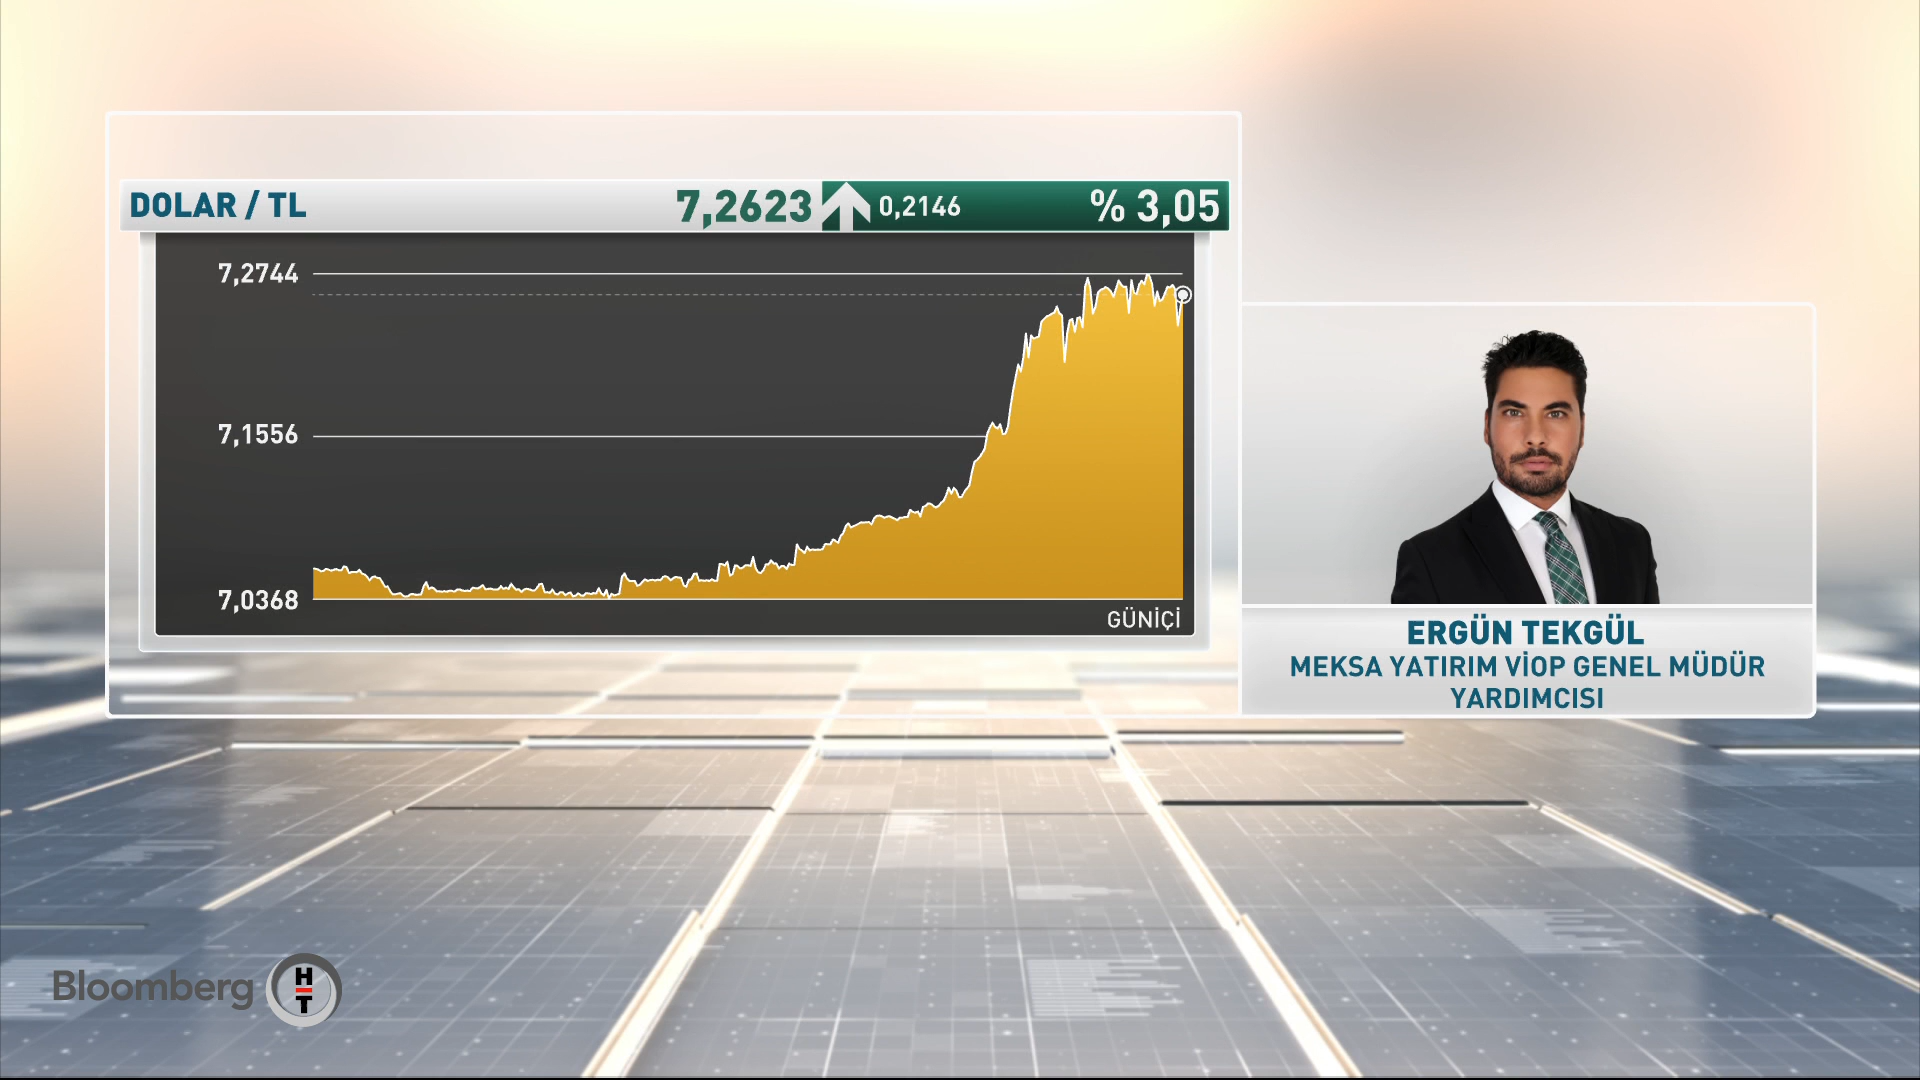 DOLAR / TL 7,2623 0,2146 % 3,05
7,2744
7,1556
7,0368
GÜNİÇİ
ERGÜN TEKGÜL
MEKSA YATIRIM VİOP GENEL MÜDÜR
YARDIMCISI
Bloomberg HT